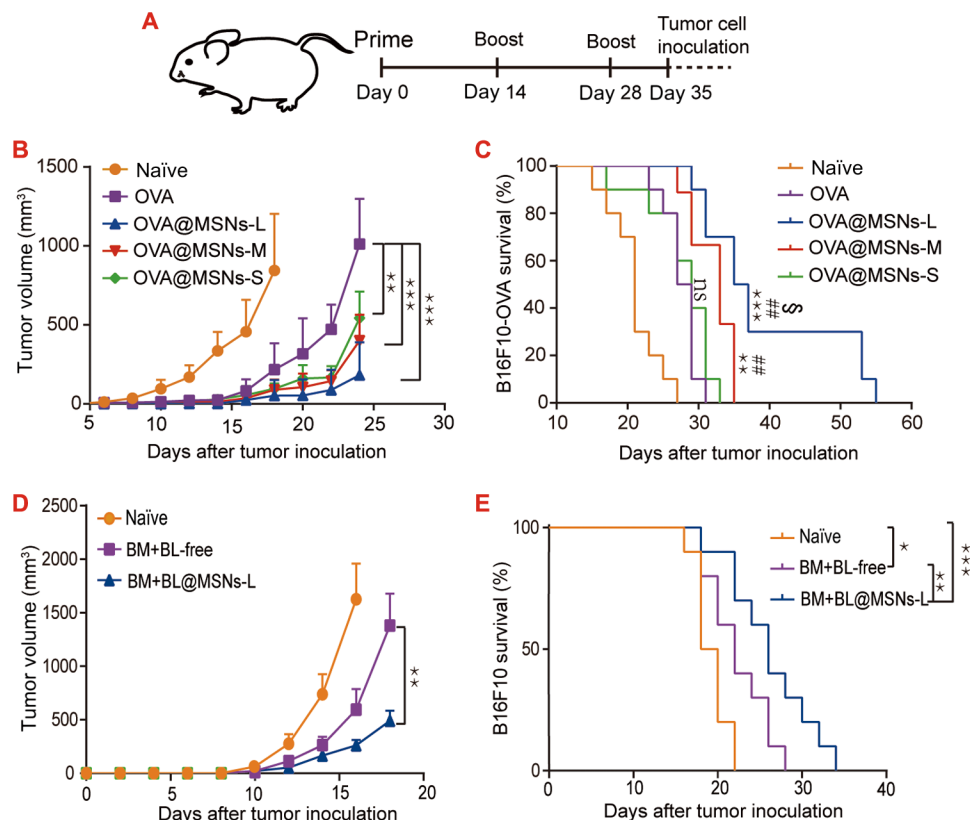 A
Prime
Boost
Boost
Tumor cell
inoculation
Day 0
Day 14
Day 28
Day 35
B
Tumor volume (mm³)
1500
1000
500
0
5
10
15
20
25
30
Days after tumor inoculation
Naïve
OVA
OVA@MSNs-L
OVA@MSNs-M
OVA@MSNs-S
**
***
***
C
B16F10-OVA survival (%)
100
80
60
40
20
0
10
20
30
40
50
60
Days after tumor inoculation
Naïve
OVA
OVA@MSNs-L
OVA@MSNs-M
OVA@MSNs-S
ns
***
##
§
**
##
D
Tumor volume (mm³)
2500
2000
1500
1000
500
0
0
5
10
15
20
Days after tumor inoculation
Naïve
BM+BL-free
BM+BL@MSNs-L
**
E
B16F10 survival (%)
100
50
0
0
20
40
Days after tumor inoculation
Naïve
BM+BL-free
BM+BL@MSNs-L
*
**
***